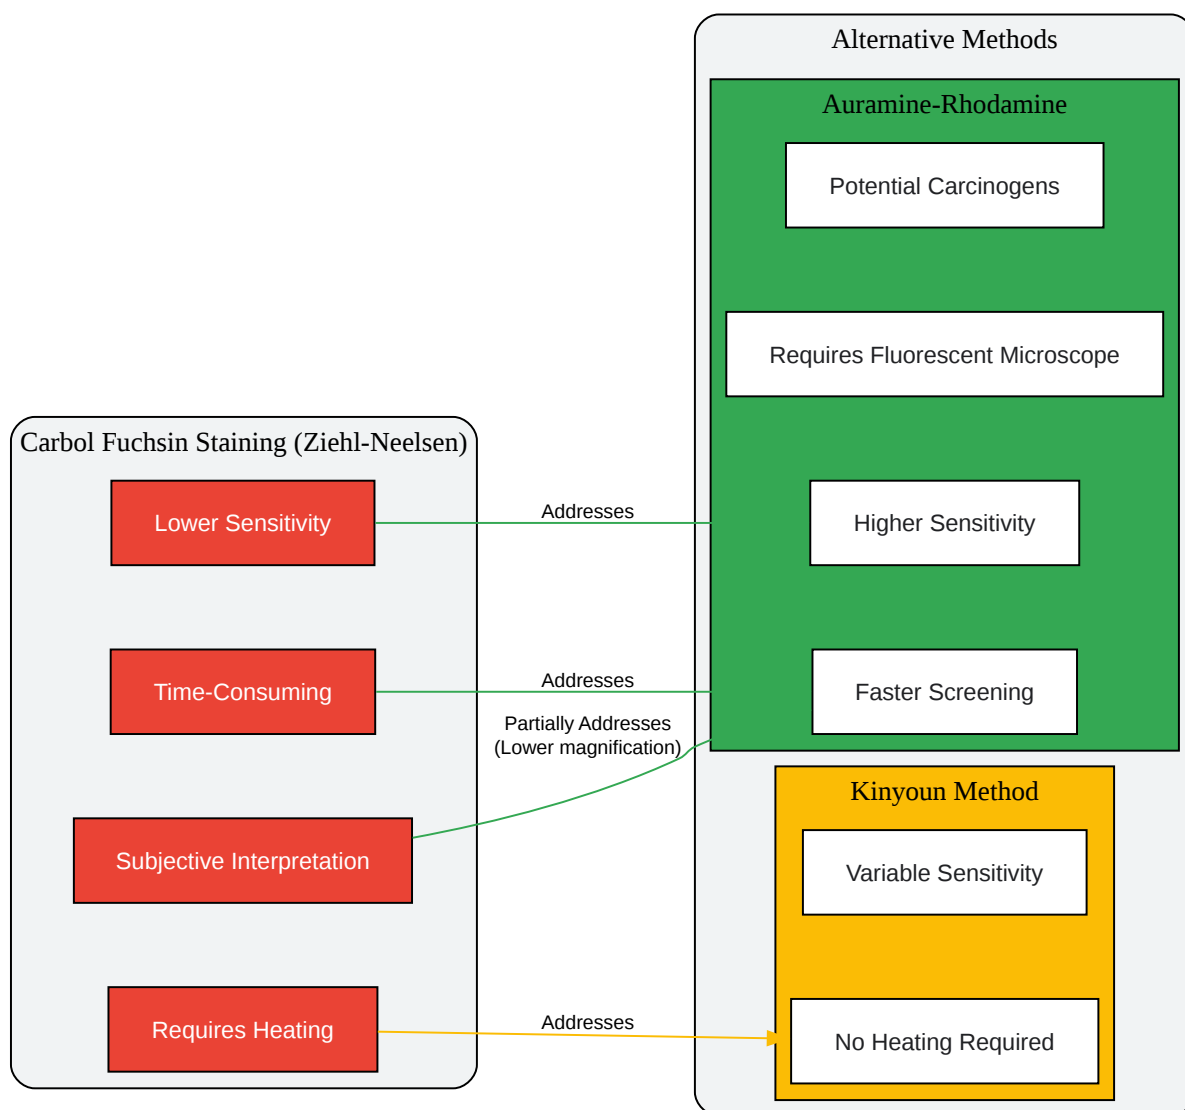 Alternative Methods
Auramine-Rhodamine
Potential Carcinogens
Requires Fluorescent Microscope
Carbol Fuchsin Staining (Ziehl-Neelsen)
Lower Sensitivity
Addresses
Higher Sensitivity
Time-Consuming
Addresses
Faster Screening
Partially Addresses
(Lower magnification)
Kinyoun Method
Subjective Interpretation
Variable Sensitivity
Requires Heating
Addresses
No Heating Required